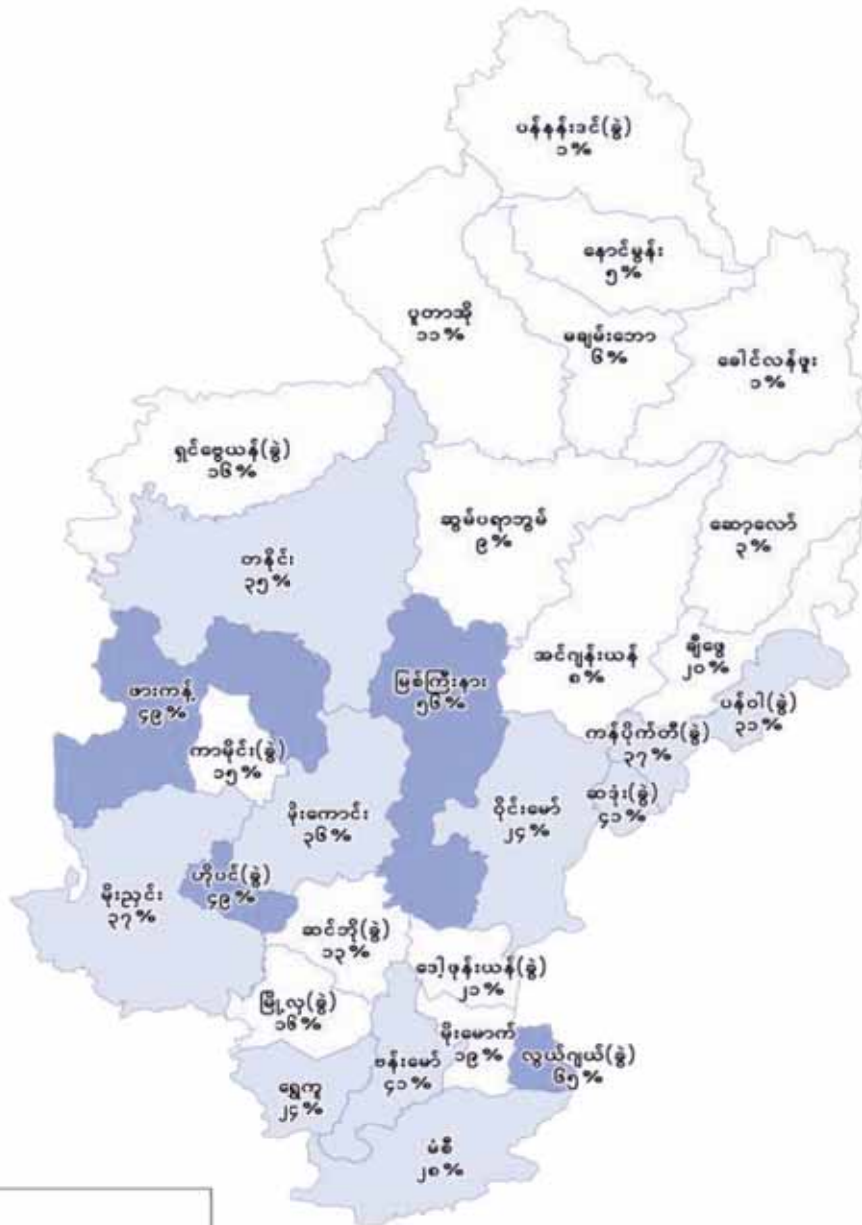 ပန်နန်းဒင်(ခွဲ)
၁%
နောင်မွန်း
၅%
ပူတာအို
၁၁%
မချမ်းဘော
၆%
ခေါင်လန်ဖူး
၁%
ရှင်ဗွေယန်(ခွဲ)
၁၆%
ဆွမ်ပရာဘွမ်
၉%
ဆော့လော်
၃%
တနိုင်း
၃၅%
အင်ဂျန်းယန်
၈%
ချီဖွေ
၂၀%
မြစ်ကြီးနား
၅၆%
ဖားကန့်
၄၉%
ပန်ဝါ(ခွဲ)
၃၁%
ကန်ပိုက်တီ(ခွဲ)
၃၇%
ကာမိုင်း(ခွဲ)
၁၅%
ဆဒုံး(ခွဲ)
၄၁%
မိုးကောင်း
၃၆%
ဝိုင်းမော်
၂၄%
ဟိုပင်(ခွဲ)
၄၉%
မိုးညှင်း
၃၇%
ဆင်ဘို(ခွဲ)
၁၃%
ဒေါ့ဖုန်းယန်(ခွဲ)
၂၁%
မြို့လှ(ခွဲ)
၁၆%
မိုးမောက်
၁၉%
လွယ်ဂျယ်(ခွဲ)
၆၅%
ဗန်းမော်
၄၁%
ရွှေကူ
၂၄%
မံစီ
၂၈%